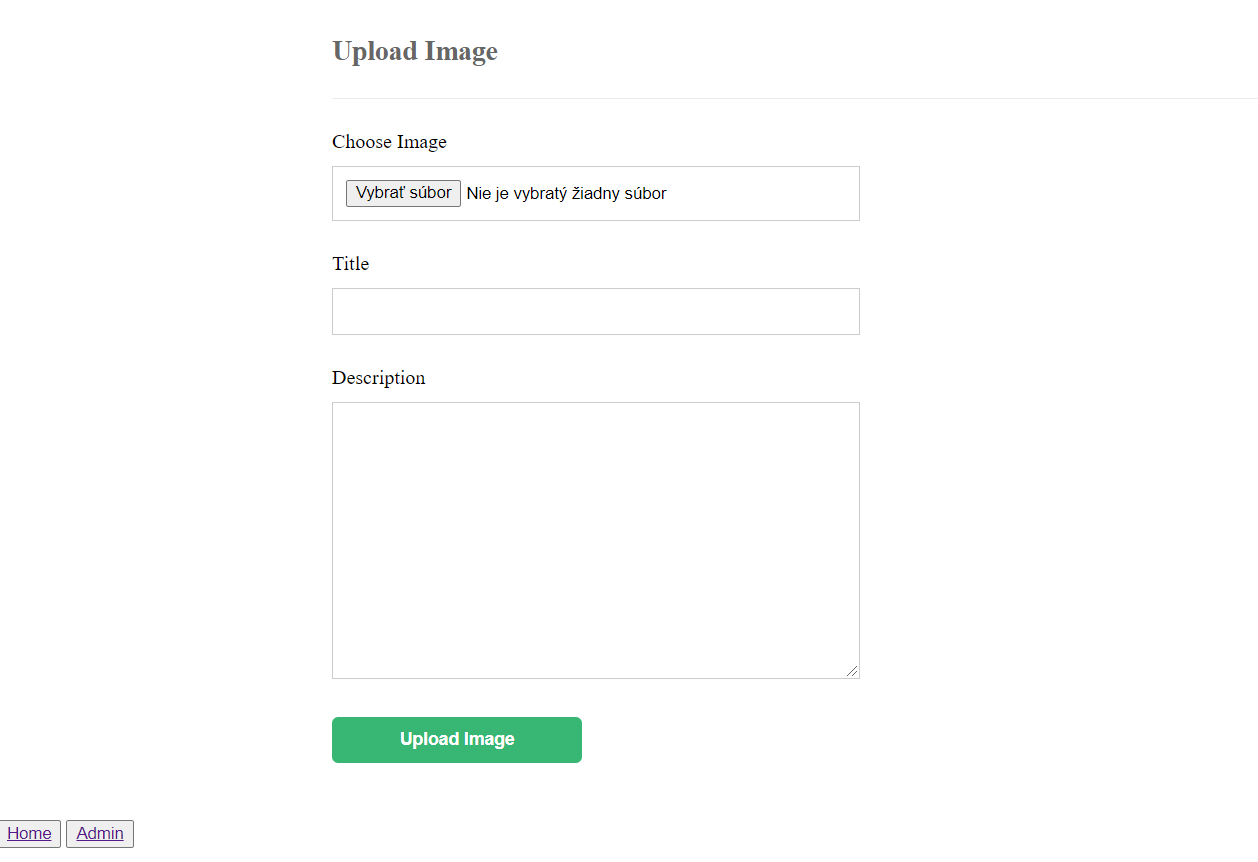 Upload Image
Choose Image
Vybrať súbor Nie je vybratý žiadny súbor
Title
Description
Upload Image
Home Admin